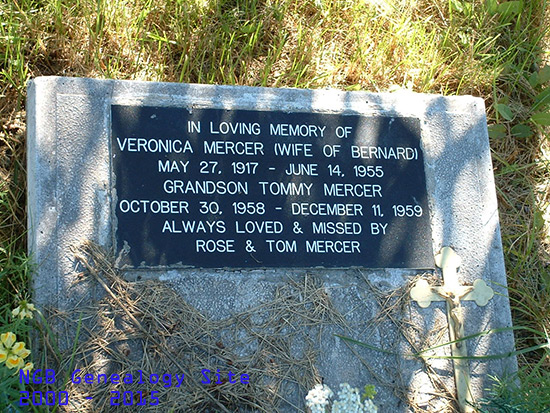 IN LOVING MEMORY OF
VERONICA MERCER (WIFE OF BERNARD)
MAY 27, 1917 - JUNE 14, 1955
GRANDSON TOMMY MERCER
OCTOBER 30, 1958 - DECEMBER 11, 1959
ALWAYS LOVED & MISSED BY
ROSE & TOM MERCER
NGB Genealogy Site
2000 - 2015